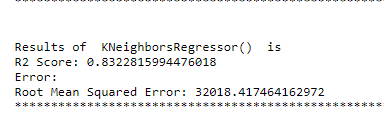 ****************************************************
Results of  KNeighborsRegressor()  is
R2 Score: 0.8322815994476018
Error:
Root Mean Squared Error: 32018.417464162972
****************************************************